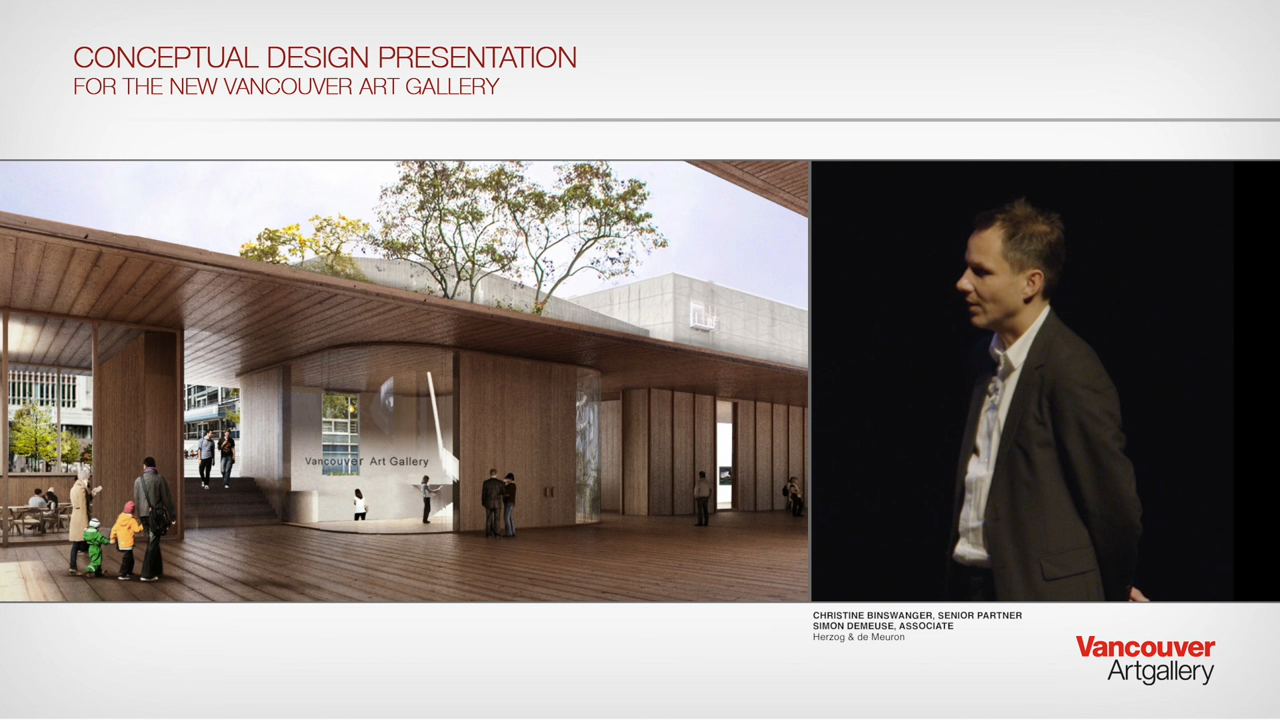 CONCEPTUAL DESIGN PRESENTATION
FOR THE NEW VANCOUVER ART GALLERY
Vancouver Art Gallery
CHRISTINE BINSWANGER, SENIOR PARTNER
SIMON DEMEUSE, ASSOCIATE
Herzog & de Meuron
Vancouver
Artgallery